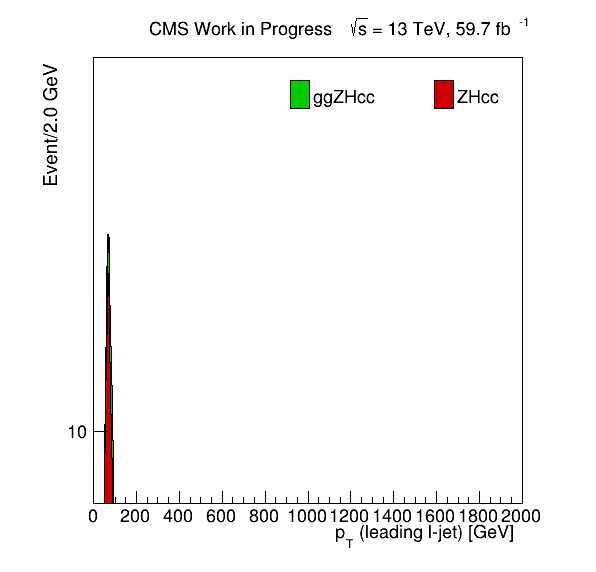 CMS Work in Progress √s = 13 TeV, 59.7 fb⁻¹
Event/2.0 GeV
ggZHcc ZHcc
10
0 200 400 600 800 1000 1200 1400 1600 1800 2000
p_T (leading l-jet) [GeV]